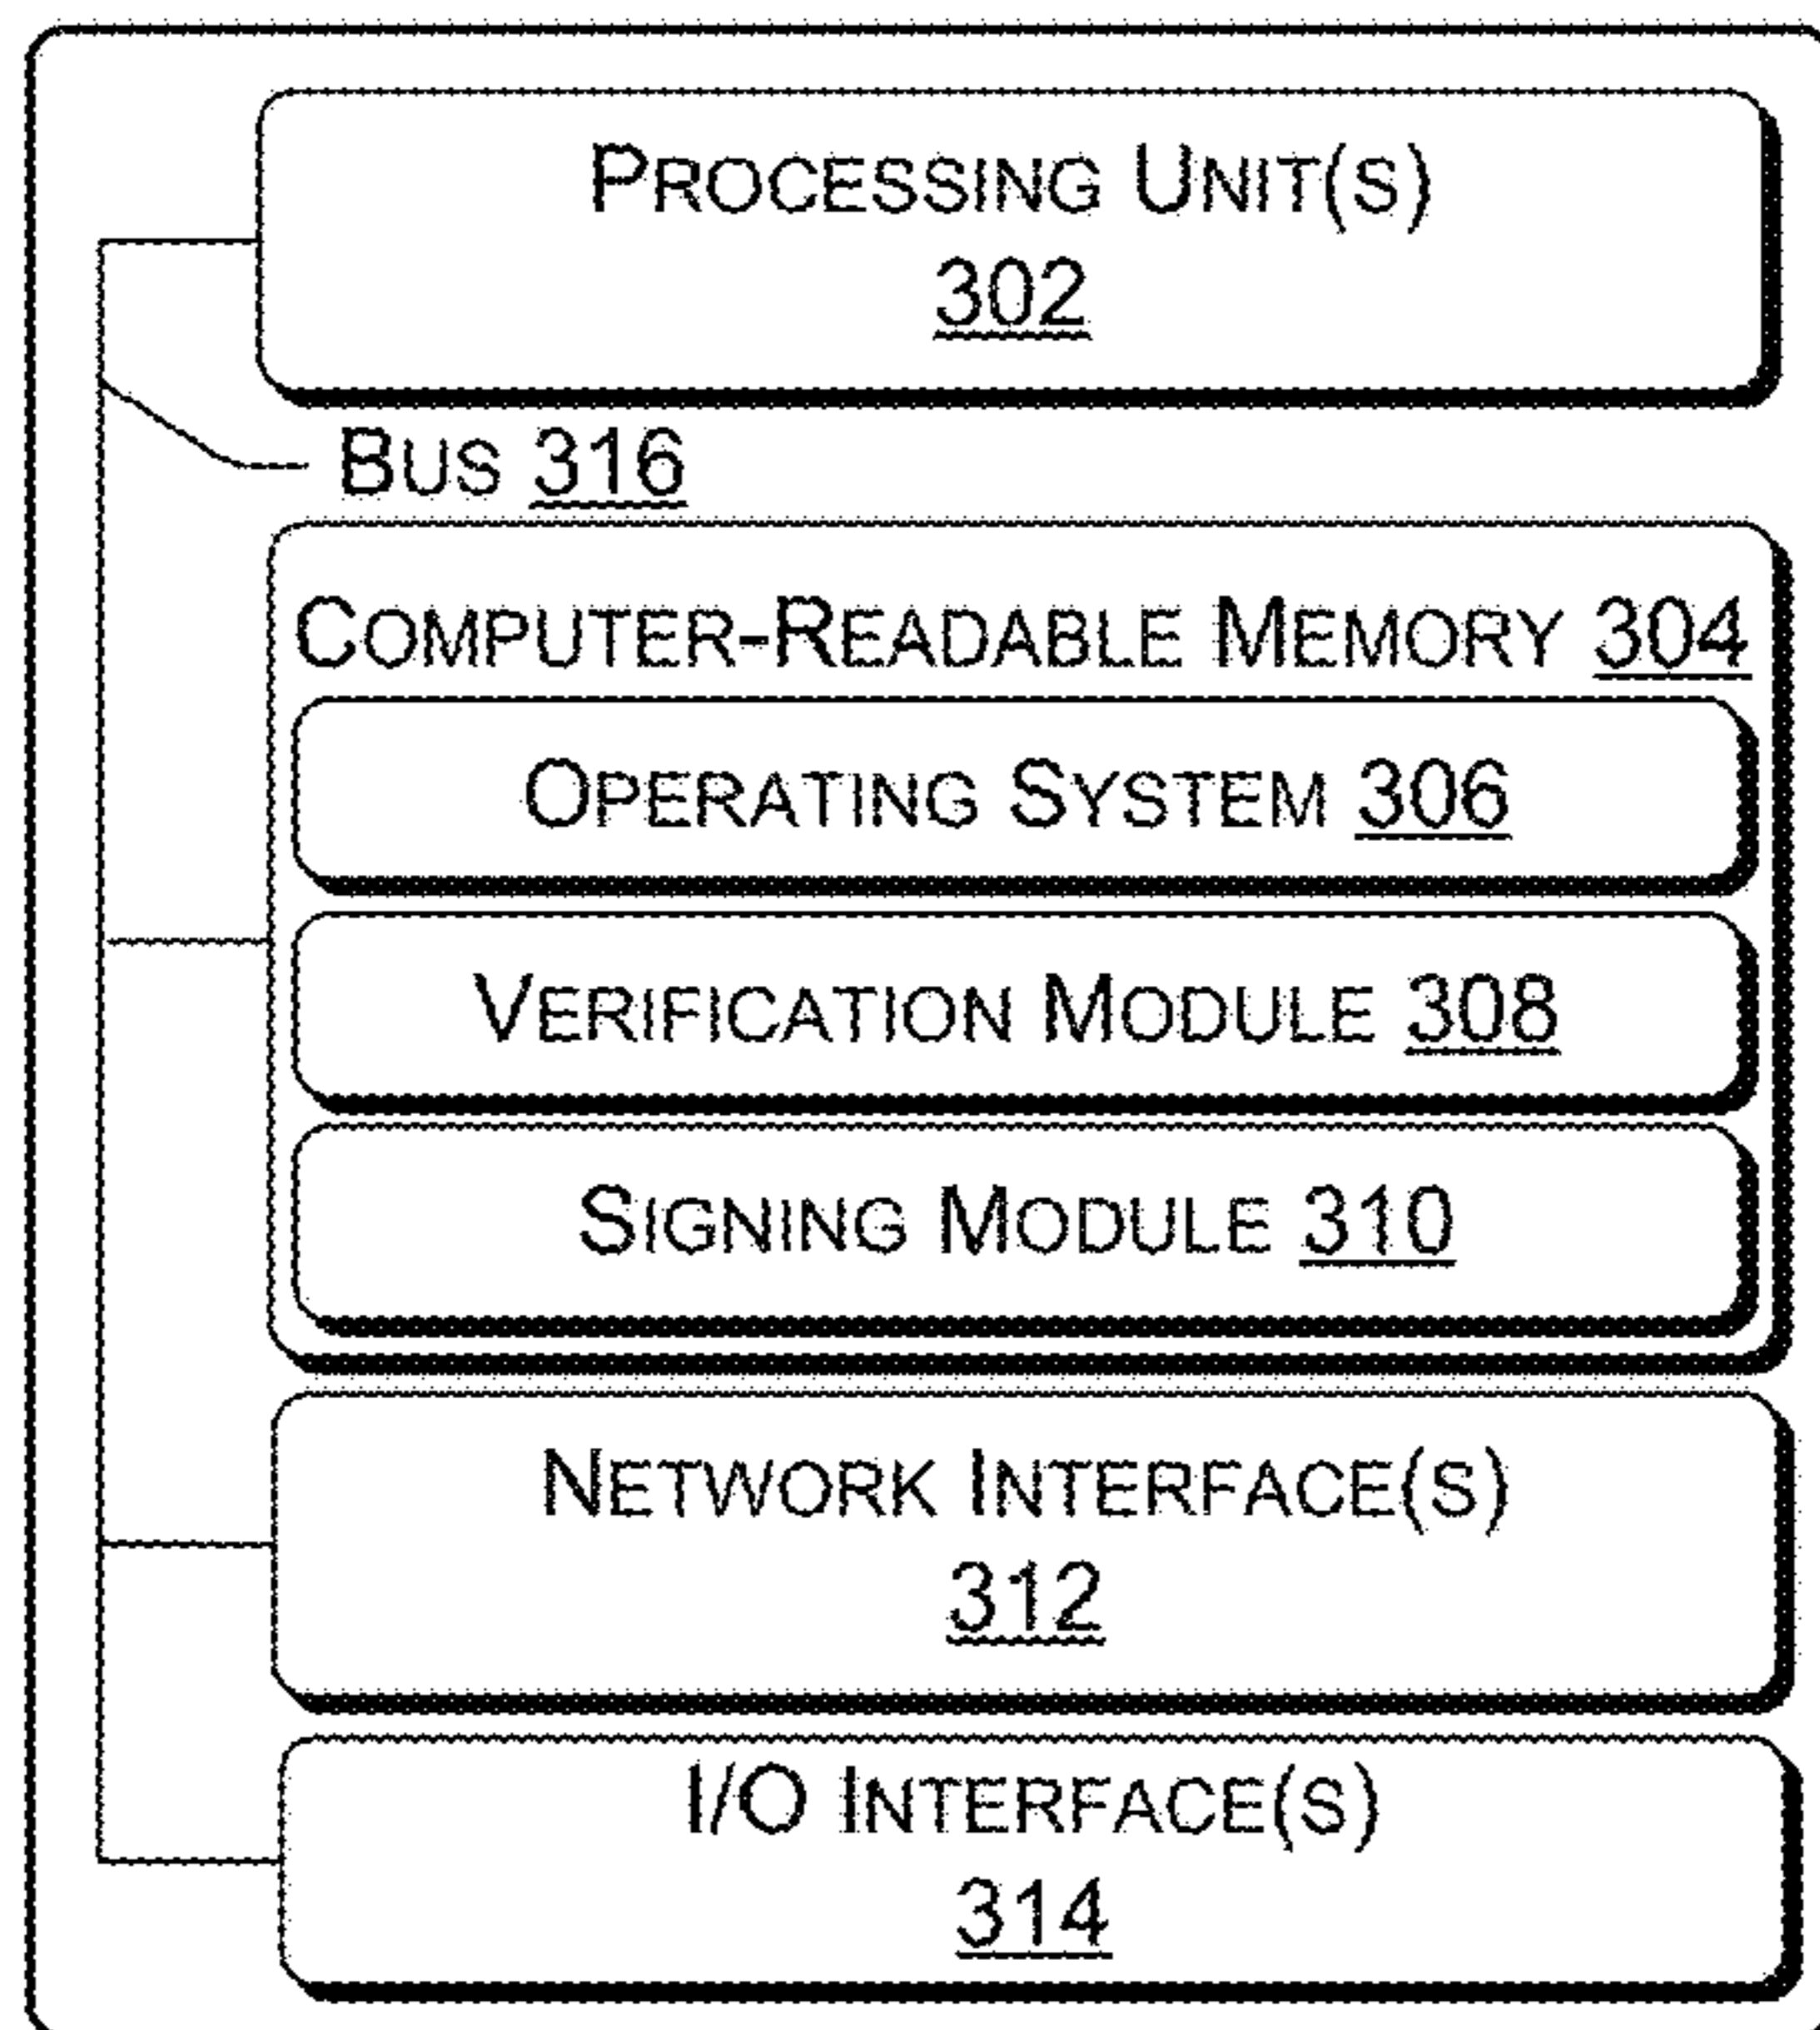 PROCESSING UNIT(S)
302
BUS 316
COMPUTER-READABLE MEMORY 304
OPERATING SYSTEM 306
VERIFICATION MODULE 308
SIGNING MODULE 310
NETWORK INTERFACE(S)
312
I/O INTERFACE(S)
314